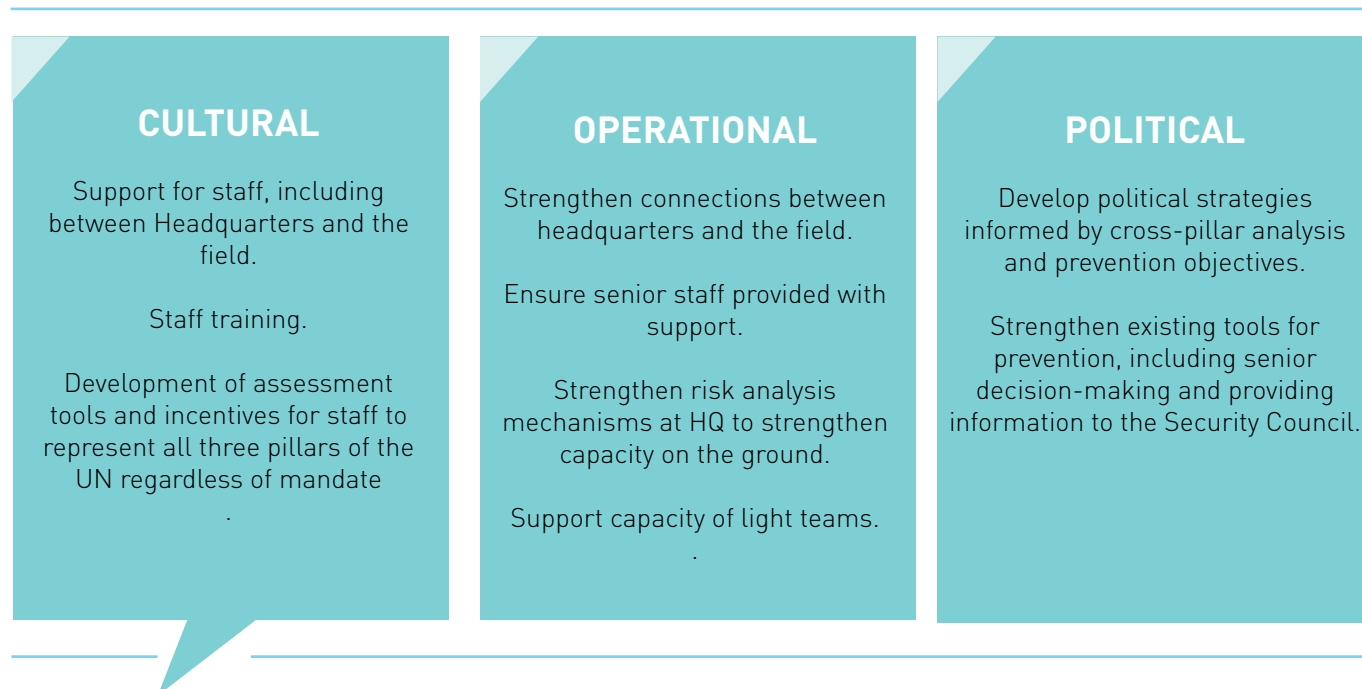 CULTURAL
Support for staff, including
between Headquarters and the
field.
Staff training.
Development of assessment
tools and incentives for staff to
represent all three pillars of the
UN regardless of mandate
.
OPERATIONAL
Strengthen connections between
headquarters and the field.
Ensure senior staff provided with
support.
Strengthen risk analysis
mechanisms at HQ to strengthen
capacity on the ground.
Support capacity of light teams.
.
POLITICAL
Develop political strategies
informed by cross-pillar analysis
and prevention objectives.
Strengthen existing tools for
prevention, including senior
decision-making and providing
information to the Security Council.